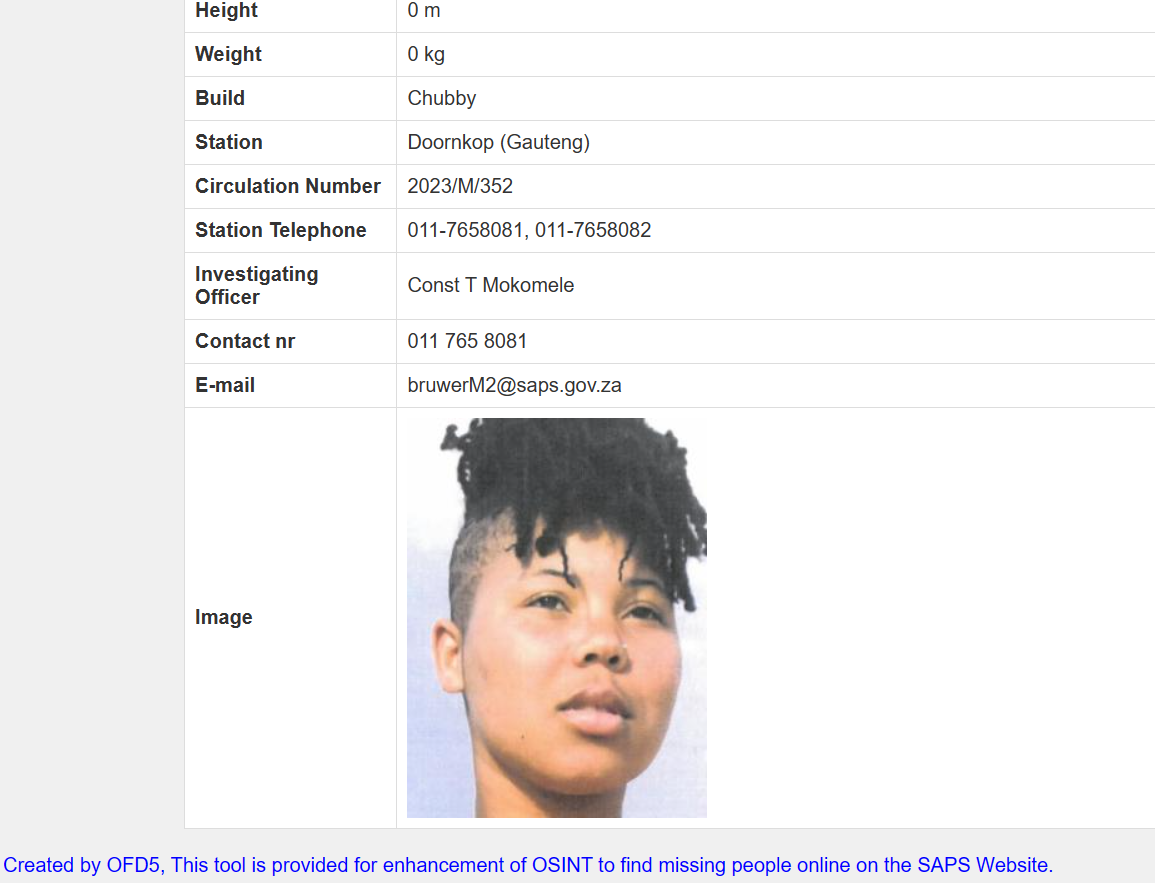 Height 0 m
Weight 0 kg
Build Chubby
Station Doornkop (Gauteng)
Circulation Number 2023/M/352
Station Telephone 011-7658081, 011-7658082
Investigating
Officer Const T Mokomele
Contact nr 011 765 8081
E-mail bruwerM2@saps.gov.za
Image
Created by OFD5, This tool is provided for enhancement of OSINT to find missing people online on the SAPS Website.